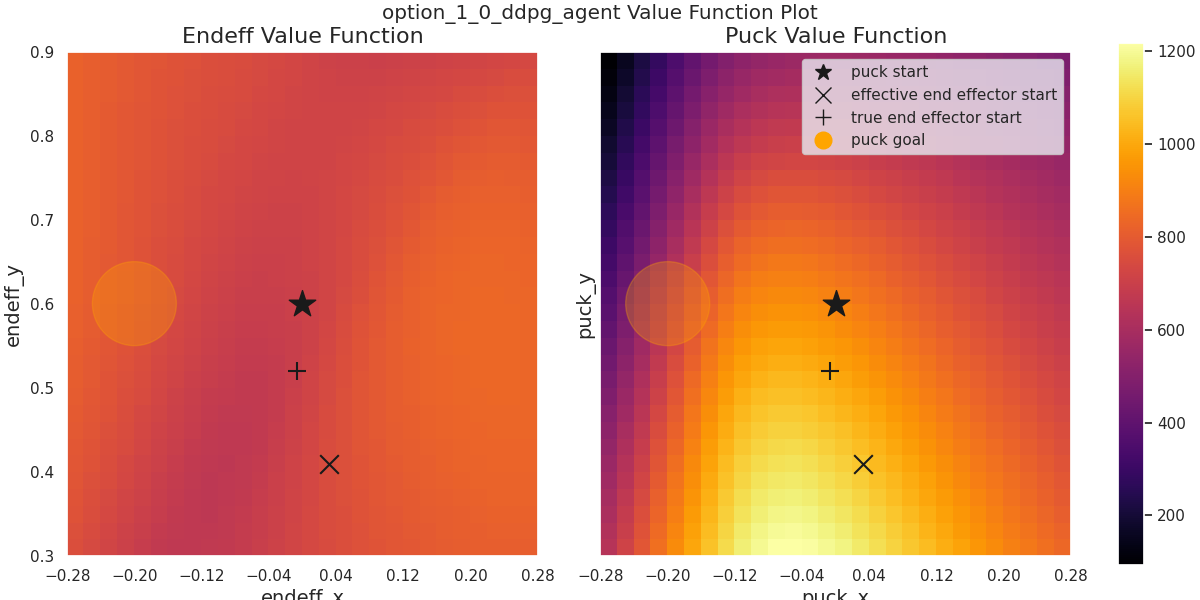 option_1_0_ddpg_agent Value Function Plot
Endeff Value Function
Puck Value Function
0.9
0.8
0.7
0.6
0.5
0.4
0.3
endeff_y
−0.28 −0.20 −0.12 −0.04 0.04 0.12 0.20 0.28
endeff_x
puck_y
puck start
effective end effector start
true end effector start
puck goal
−0.28 −0.20 −0.12 −0.04 0.04 0.12 0.20 0.28
puck_x
1200
1000
800
600
400
200